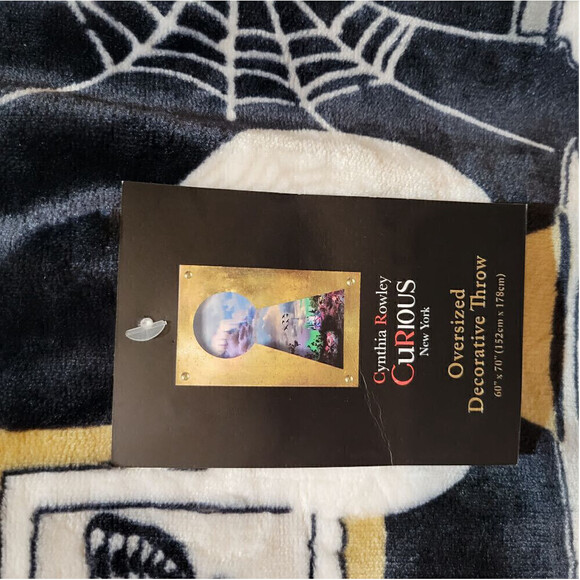 Cynthia Rowley
CuRIOUS
New York
Oversized
Decorative Throw
60" x 70" (152cm x 178cm)